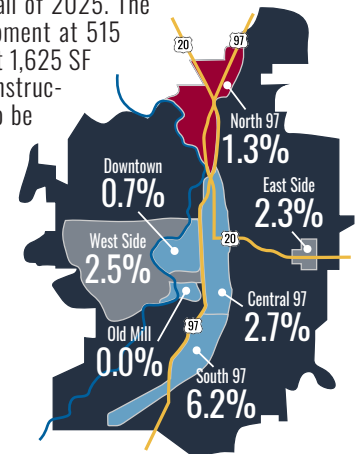 all of 2025. The
oment at 515
t 1,625 SF
nstruc-
o be
20
97
North 97
1.3%
Downtown
0.7%
East Side
2.3%
West Side
2.5%
20
Central 97
2.7%
Old Mill
0.0%
97
South 97
6.2%